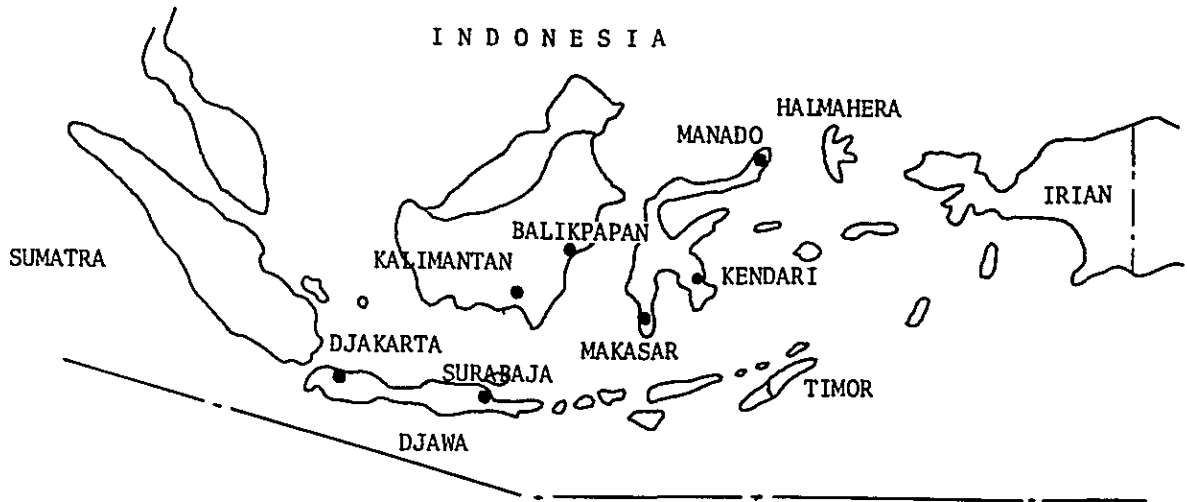 INDONESIA
HALMAHERA
MANADO
IRIAN
BALIKPAPAN
SUMATRA
KALIMANTAN
KENDARI
DJAKARTA
MAKASAR
SURABAJA
TIMOR
DJAWA